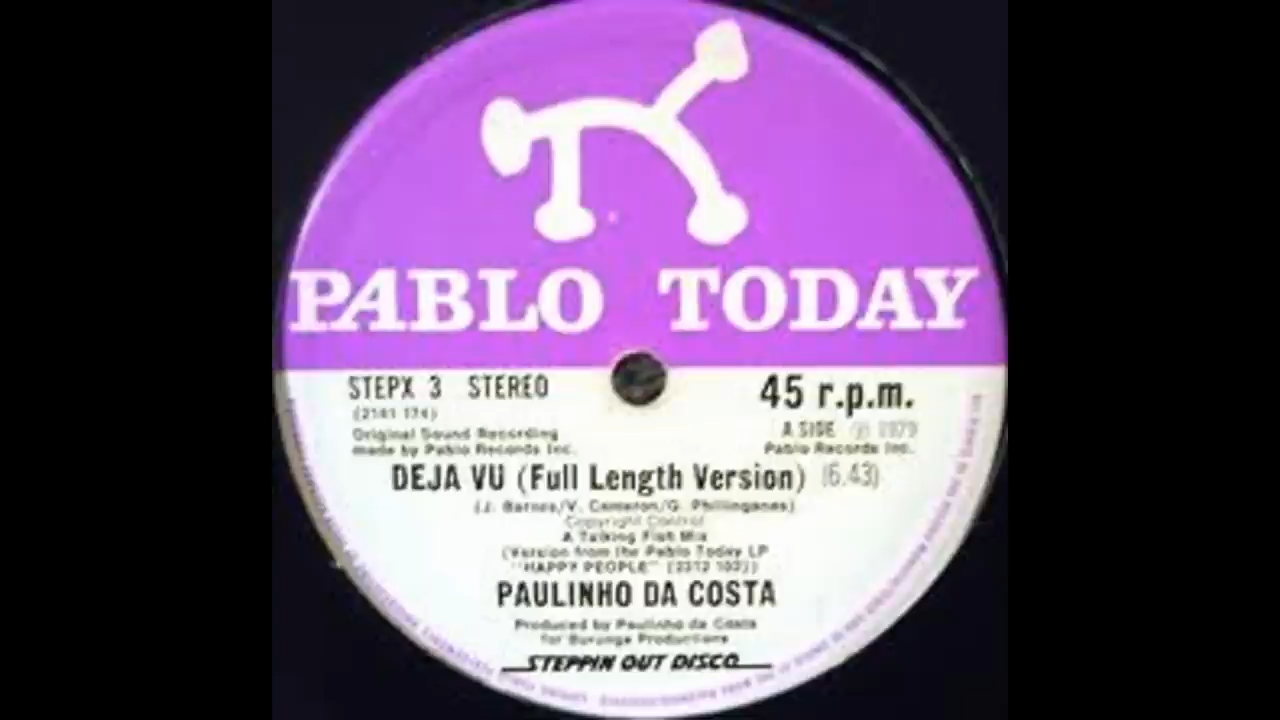 PABLO TODAY
STEPX 3 STEREO
45 r.p.m.
(2141 174)
A SIDE ℗ 1979
Original Sound Recording
made by Pablo Records Inc.
Pablo Records Inc.
DEJA VU (Full Length Version) (6.43)
(J. Barnes/V. Cameron/G. Phillinganes)
Copyright Control
A Talking Fish Mix
(Version from the Pablo Today LP
"HAPPY PEOPLE" (2312 102))
PAULINHO DA COSTA
Produced by Paulinho da Costa
for Burunga Productions
STEPPIN OUT DISCO